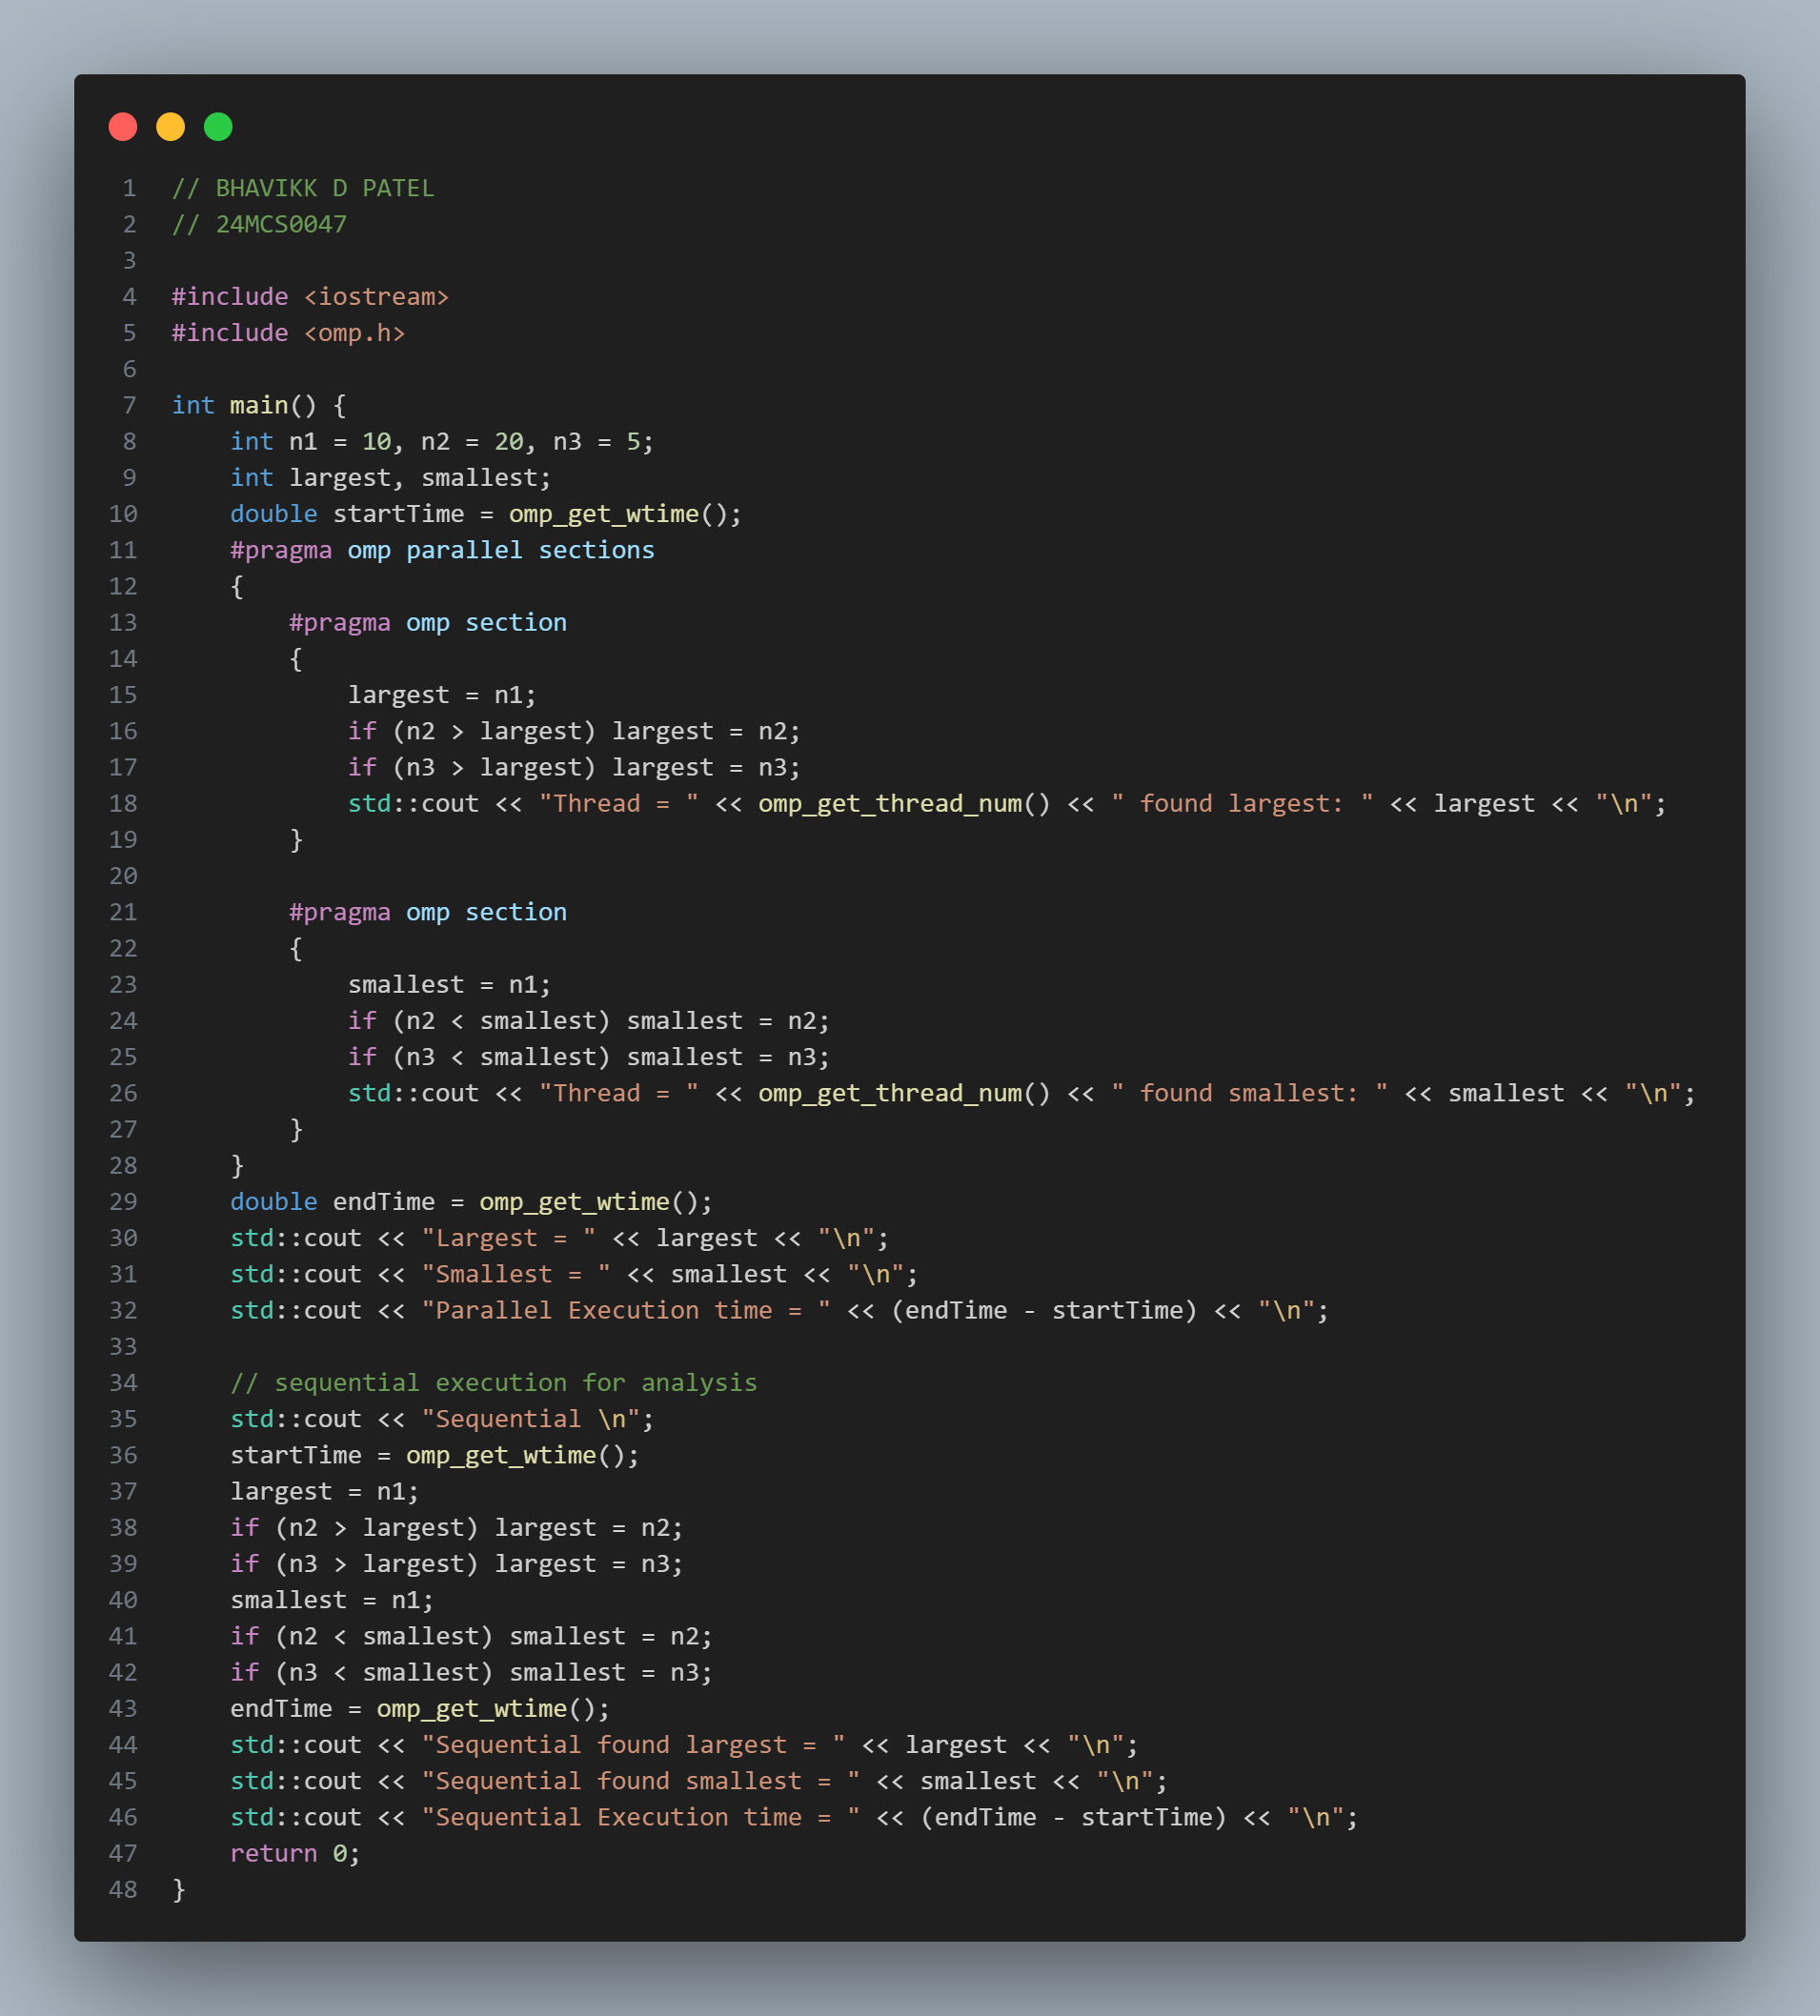 1 // BHAVIKK D PATEL
2 // 24MCS0047
3
4 #include <iostream>
5 #include <omp.h>
6
7 int main() {
8     int n1 = 10, n2 = 20, n3 = 5;
9     int largest, smallest;
10     double startTime = omp_get_wtime();
11     #pragma omp parallel sections
12     {
13         #pragma omp section
14         {
15             largest = n1;
16             if (n2 > largest) largest = n2;
17             if (n3 > largest) largest = n3;
18             std::cout << "Thread = " << omp_get_thread_num() << " found largest: " << largest << "\n";
19         }
20
21         #pragma omp section
22         {
23             smallest = n1;
24             if (n2 < smallest) smallest = n2;
25             if (n3 < smallest) smallest = n3;
26             std::cout << "Thread = " << omp_get_thread_num() << " found smallest: " << smallest << "\n";
27         }
28     }
29     double endTime = omp_get_wtime();
30     std::cout << "Largest = " << largest << "\n";
31     std::cout << "Smallest = " << smallest << "\n";
32     std::cout << "Parallel Execution time = " << (endTime - startTime) << "\n";
33
34     // sequential execution for analysis
35     std::cout << "Sequential \n";
36     startTime = omp_get_wtime();
37     largest = n1;
38     if (n2 > largest) largest = n2;
39     if (n3 > largest) largest = n3;
40     smallest = n1;
41     if (n2 < smallest) smallest = n2;
42     if (n3 < smallest) smallest = n3;
43     endTime = omp_get_wtime();
44     std::cout << "Sequential found largest = " << largest << "\n";
45     std::cout << "Sequential found smallest = " << smallest << "\n";
46     std::cout << "Sequential Execution time = " << (endTime - startTime) << "\n";
47     return 0;
48 }